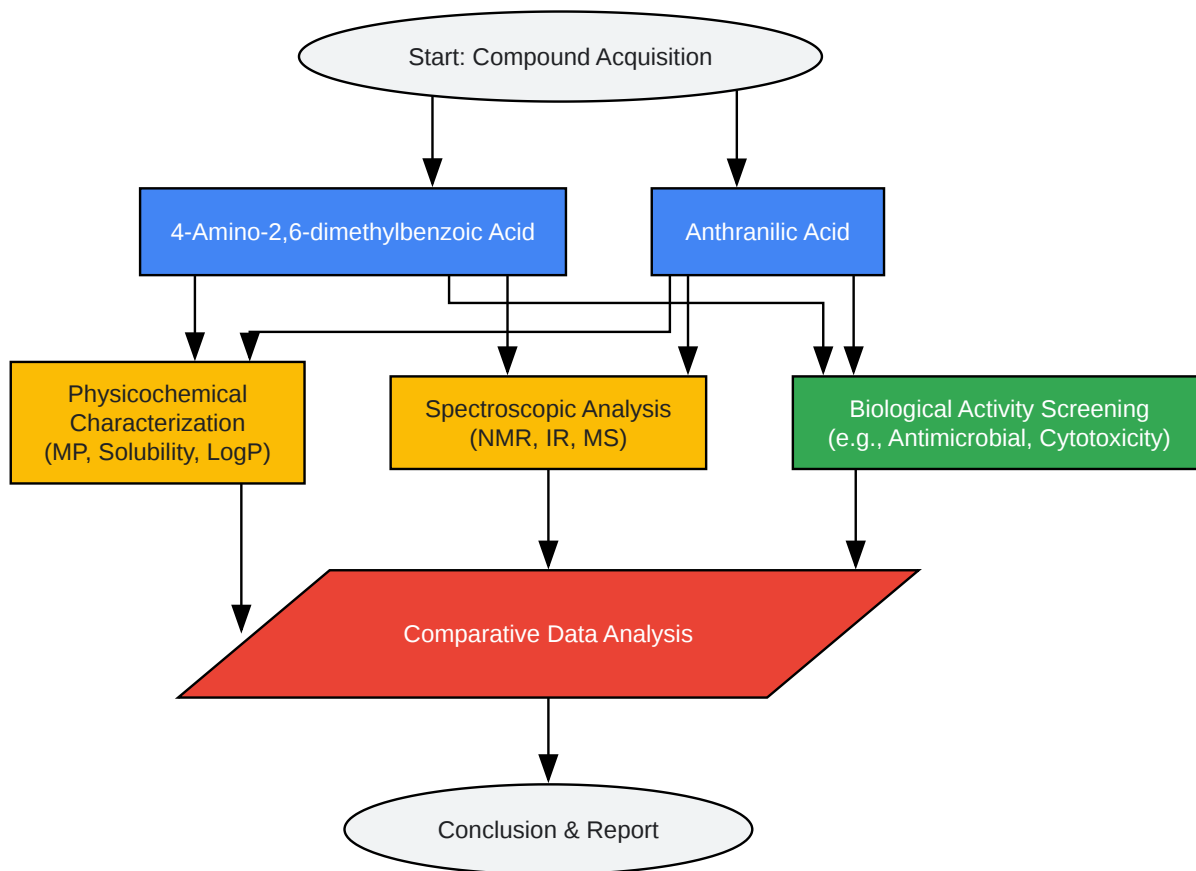 Start: Compound Acquisition
4-Amino-2,6-dimethylbenzoic Acid
Anthranilic Acid
Physicochemical
Characterization
(MP, Solubility, LogP)
Spectroscopic Analysis
(NMR, IR, MS)
Biological Activity Screening
(e.g., Antimicrobial, Cytotoxicity)
Comparative Data Analysis
Conclusion & Report